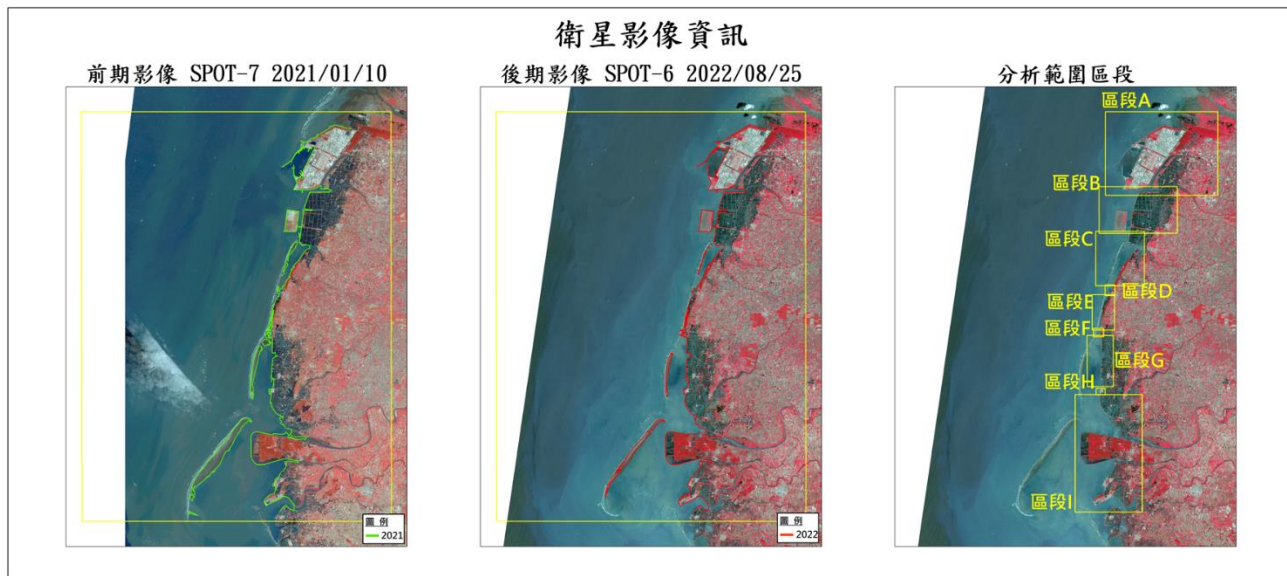 衛星影像資訊
前期影像 SPOT-7 2021/01/10
後期影像 SPOT-6 2022/08/25
分析範圍區段
圖 例
2021
圖 例
2022
區段A
區段B
區段C
區段D
區段E
區段F
區段G
區段H
區段I